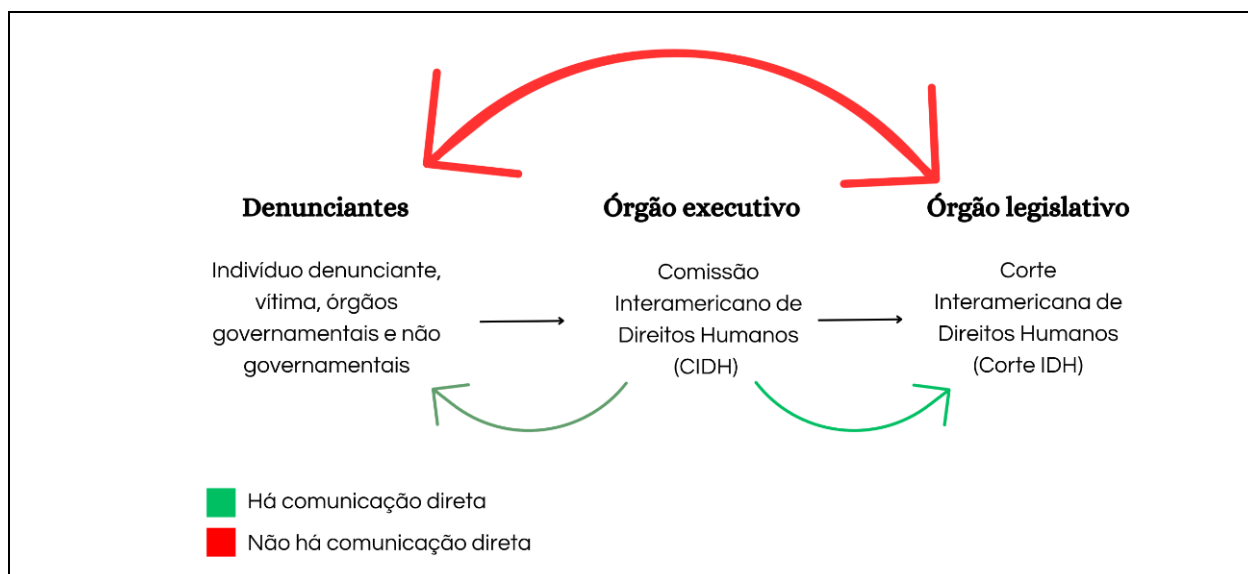 Denunciantes
Indivíduo denunciante,
vítima, órgãos
governamentais e não
governamentais
Órgão executivo
Comissão
Interamericano de
Direitos Humanos
(CIDH)
Órgão legislativo
Corte
Interamericana de
Direitos Humanos
(Corte IDH)
Há comunicação direta
Não há comunicação direta